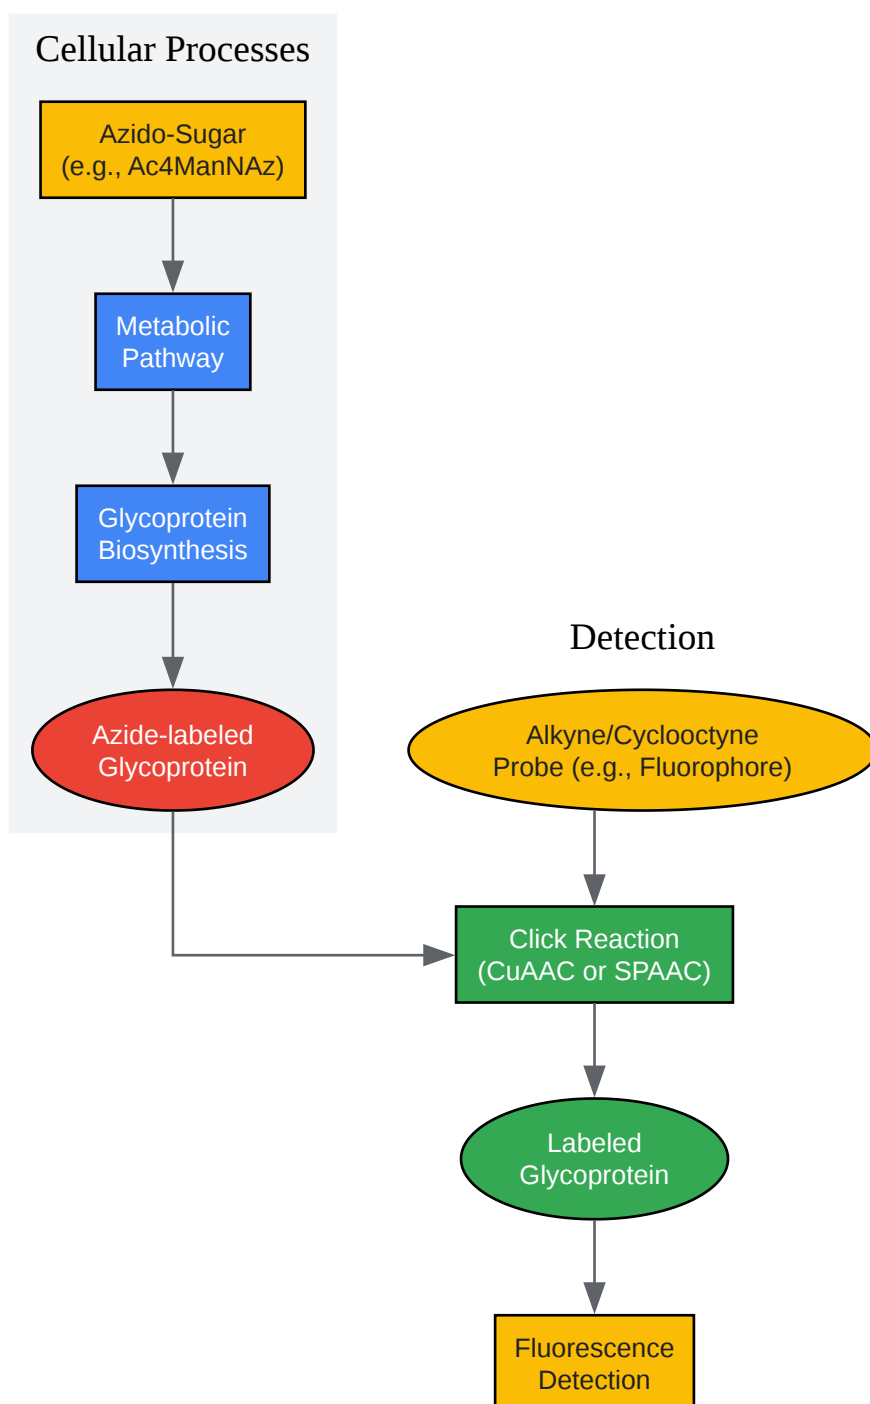 Cellular Processes
Azido-Sugar
(e.g., Ac4ManNAz)
Metabolic
Pathway
Glycoprotein
Biosynthesis
Azide-labeled
Glycoprotein
Detection
Alkyne/Cyclooctyne
Probe (e.g., Fluorophore)
Click Reaction
(CuAAC or SPAAC)
Labeled
Glycoprotein
Fluorescence
Detection